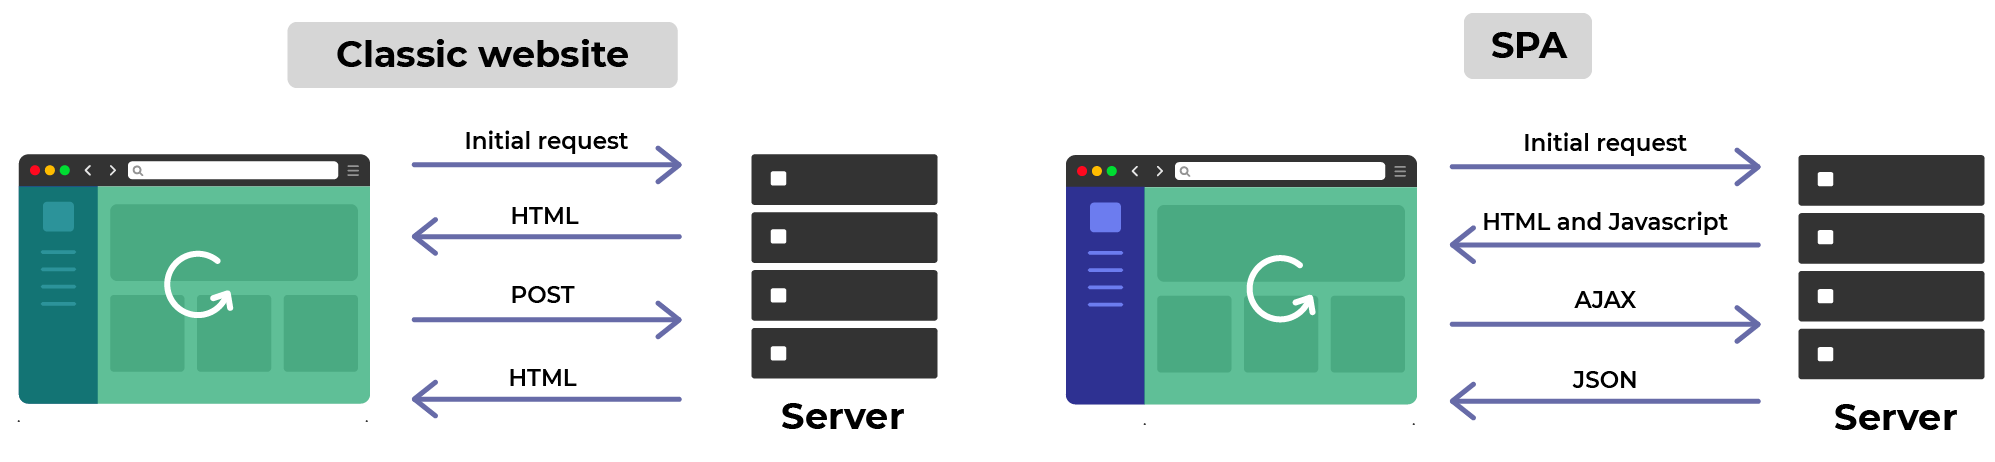 Classic website
Initial request
HTML
POST
HTML
Server
SPA
Initial request
HTML and Javascript
AJAX
JSON
Server